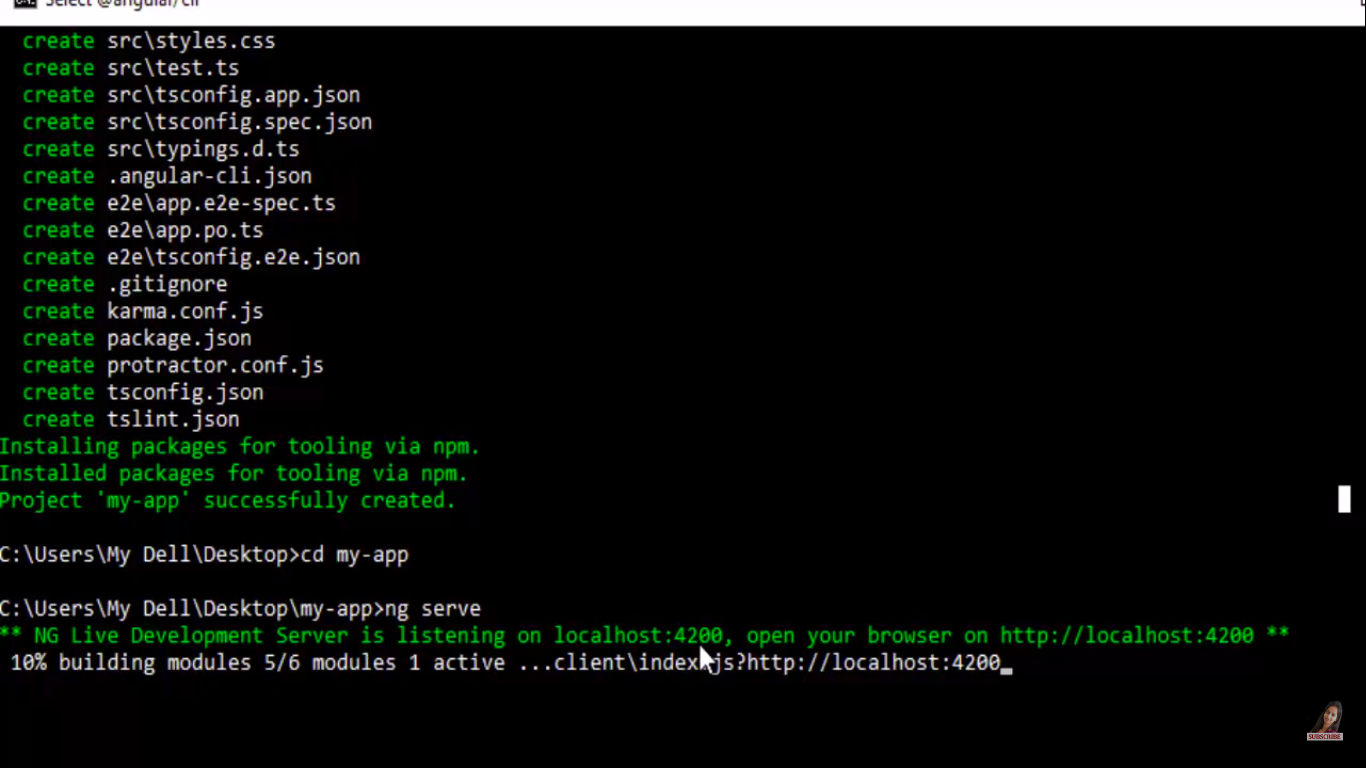 Select @angular/cli
create src\styles.css
create src\test.ts
create src\tsconfig.app.json
create src\tsconfig.spec.json
create src\typings.d.ts
create .angular-cli.json
create e2e\app.e2e-spec.ts
create e2e\app.po.ts
create e2e\tsconfig.e2e.json
create .gitignore
create karma.conf.js
create package.json
create protractor.conf.js
create tsconfig.json
create tslint.json
Installing packages for tooling via npm.
Installed packages for tooling via npm.
Project 'my-app' successfully created.
C:\Users\My Dell\Desktop>cd my-app
C:\Users\My Dell\Desktop\my-app>ng serve
** NG Live Development Server is listening on localhost:4200, open your browser on http://localhost:4200 **
10% building modules 5/6 modules 1 active ...client\index.js?http://localhost:4200
SUBSCRIBE